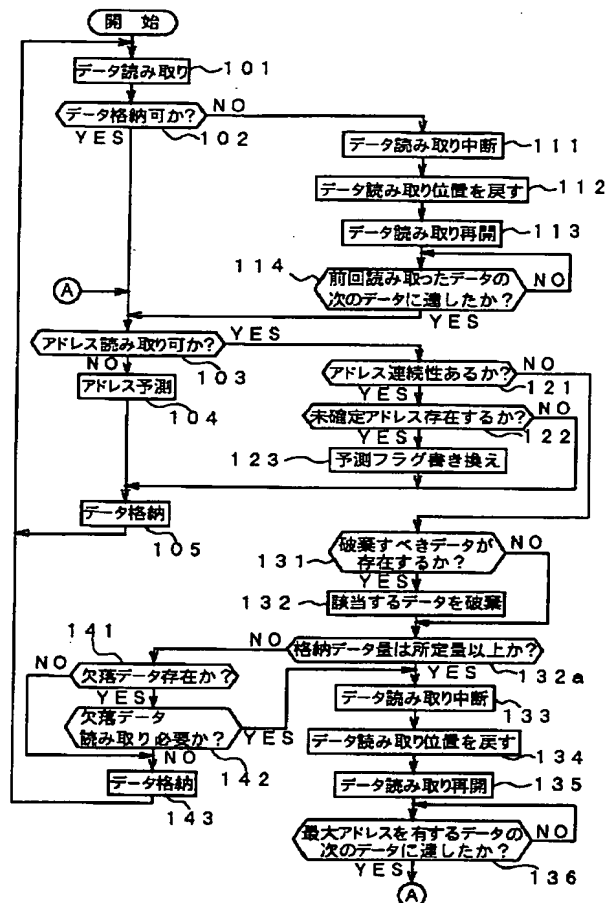 開始
データ読み取り 101
データ格納可か? NO
YES 102
データ読み取り中断 111
データ読み取り位置を戻す 112
データ読み取り再開 113
114 前回読み取ったデータの
次のデータに達したか? NO
YES
A
アドレス読み取り可か? YES
NO 103
アドレス予測
104
アドレス連続性あるか? NO
YES 121
未確定アドレス存在するか? NO
YES 122
123 予測フラグ書き換え
データ格納
105
131 破棄すべきデータが
存在するか? NO
YES
132 該当するデータを破棄
格納データ量は所定量以上か? NO
YES 132a
141
欠落データ存在か? NO
YES
欠落データ
読み取り必要か? YES
NO 142
データ格納
143
データ読み取り中断
133
データ読み取り位置を戻す
134
データ読み取り再開 135
最大アドレスを有するデータの
次のデータに達したか? NO
YES 136
A